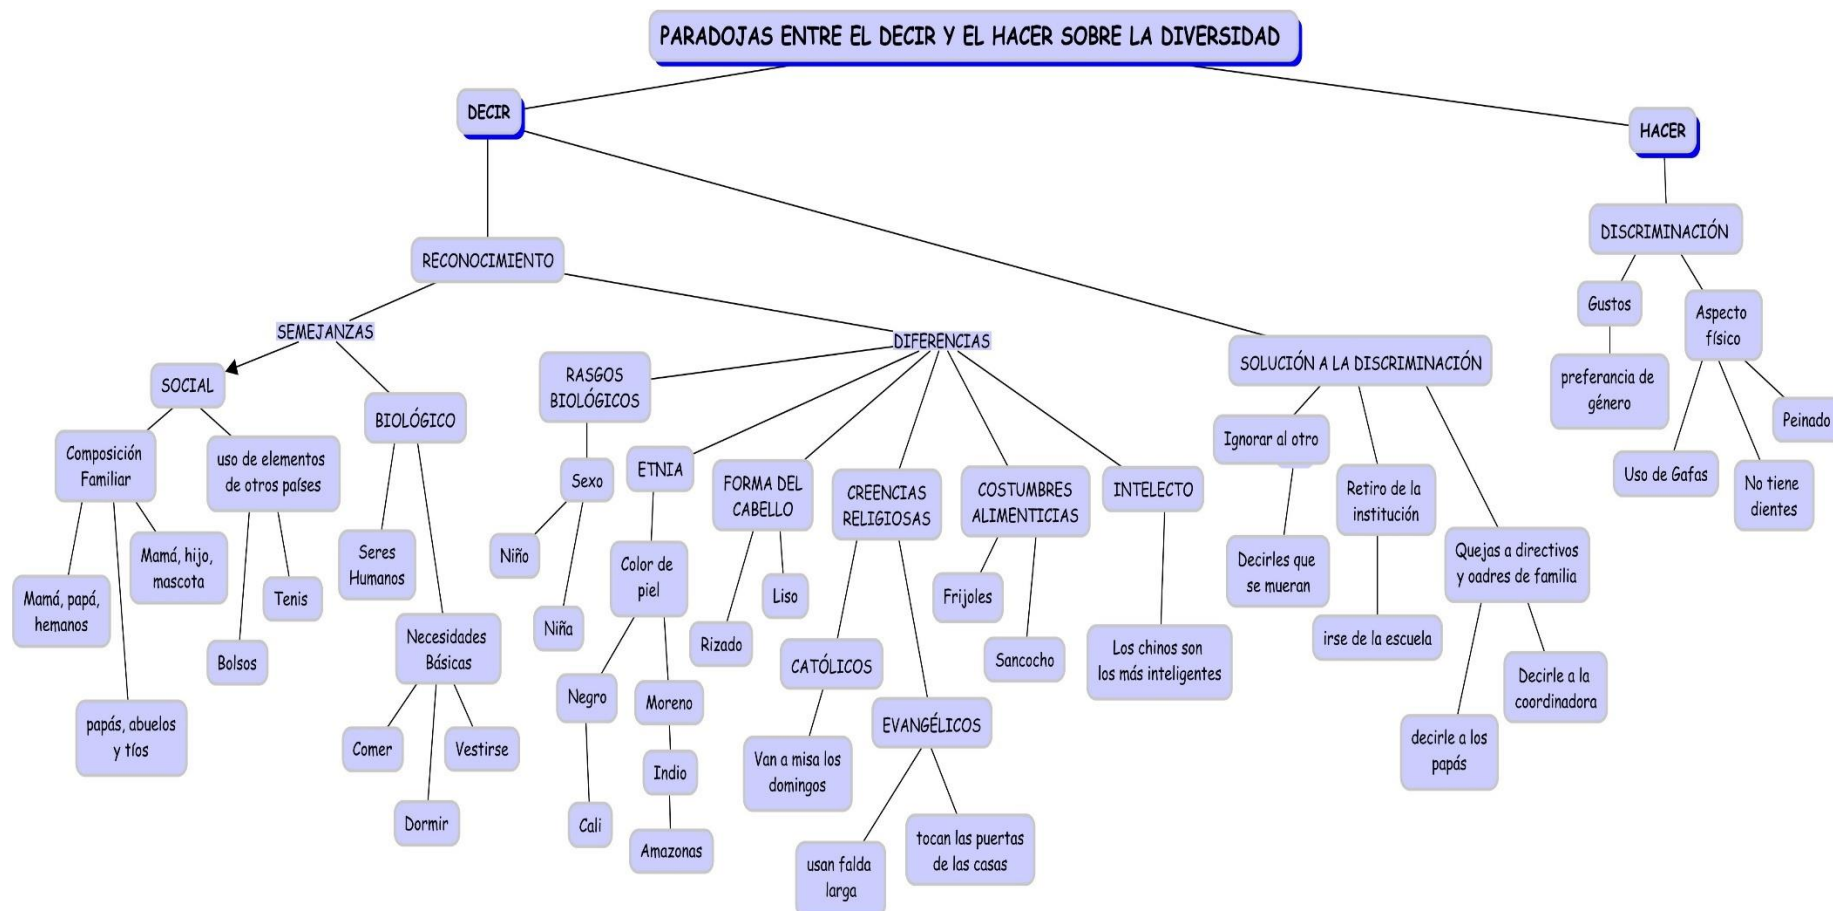 PARADOJAS ENTRE EL DECIR Y EL HACER SOBRE LA DIVERSIDAD
DECIR
HACER
RECONOCIMIENTO
SEMEJANZAS
SOCIAL
Composición
Familiar
Mamá, papá,
hemanos
papás, abuelos
y tíos
Mamá, hijo,
mascota
uso de elementos
de otros países
Bolsos
Tenis
BIOLÓGICO
Seres
Humanos
Necesidades
Básicas
Comer
Dormir
Vestirse
DIFERENCIAS
RASGOS
BIOLÓGICOS
Sexo
Niño
Niña
ETNIA
Color de
piel
Negro
Cali
Moreno
Indio
Amazonas
FORMA DEL
CABELLO
Rizado
Liso
CREENCIAS
RELIGIOSAS
CATÓLICOS
Van a misa los
domingos
EVANGÉLICOS
usan falda
larga
tocan las puertas
de las casas
COSTUMBRES
ALIMENTICIAS
Frijoles
Sancocho
INTELECTO
Los chinos son
los más inteligentes
SOLUCIÓN A LA DISCRIMINACIÓN
Ignorar al otro
Decirles que
se mueran
Retiro de la
institución
irse de la escuela
Quejas a directivos
y oadres de familia
decirle a los
papás
Decirle a la
coordinadora
DISCRIMINACIÓN
Gustos
preferancia de
género
Aspecto
físico
Uso de Gafas
No tiene
dientes
Peinado